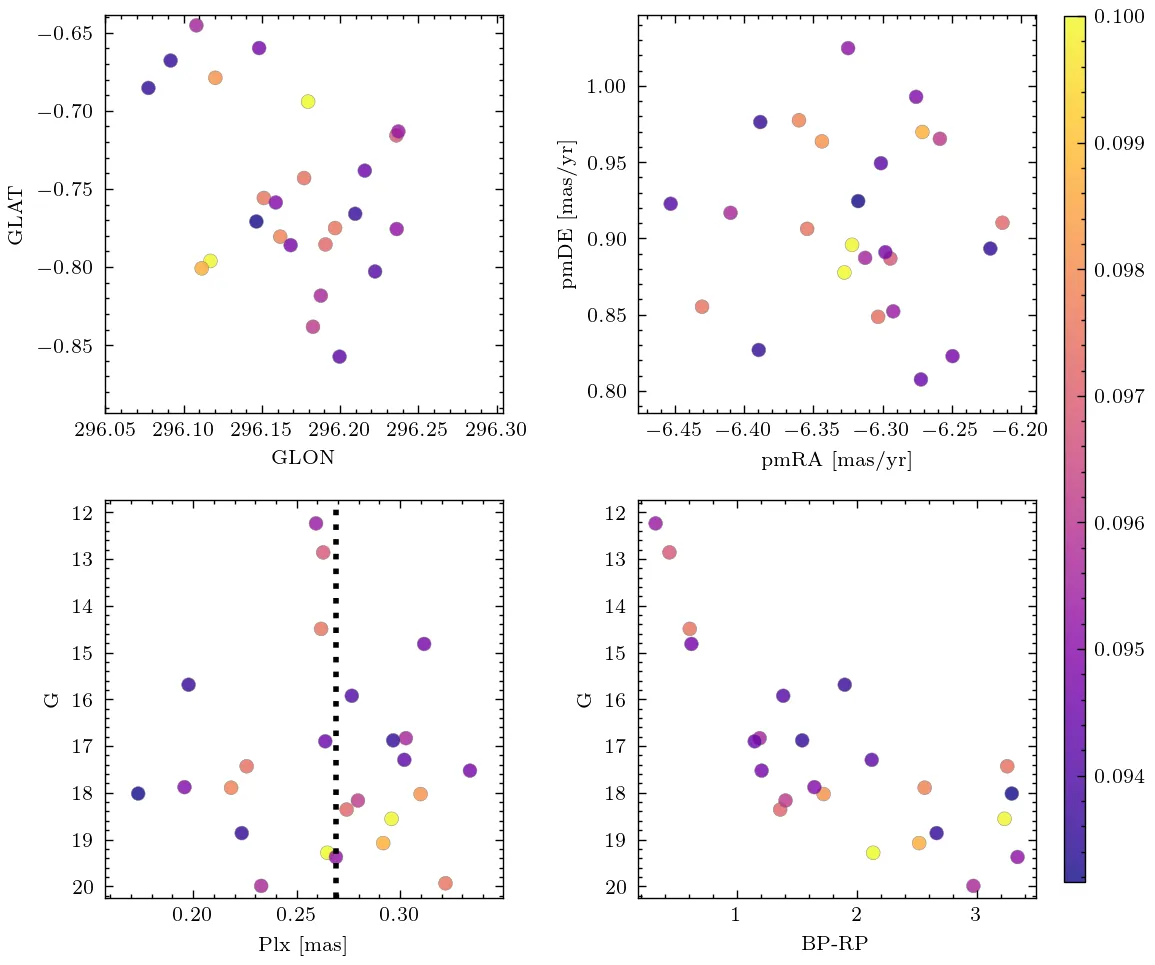 −0.65
−0.70
−0.75
−0.80
−0.85
GLAT
296.05 296.10 296.15 296.20 296.25 296.30
GLON
1.00
0.95
0.90
0.85
0.80
pmDE [mas/yr]
−6.45 −6.40 −6.35 −6.30 −6.25 −6.20
pmRA [mas/yr]
12
13
14
15
16
17
18
19
20
G
0.20 0.25 0.30
Plx [mas]
12
13
14
15
16
17
18
19
20
G
1 2 3
BP-RP
0.100
0.099
0.098
0.097
0.096
0.095
0.094